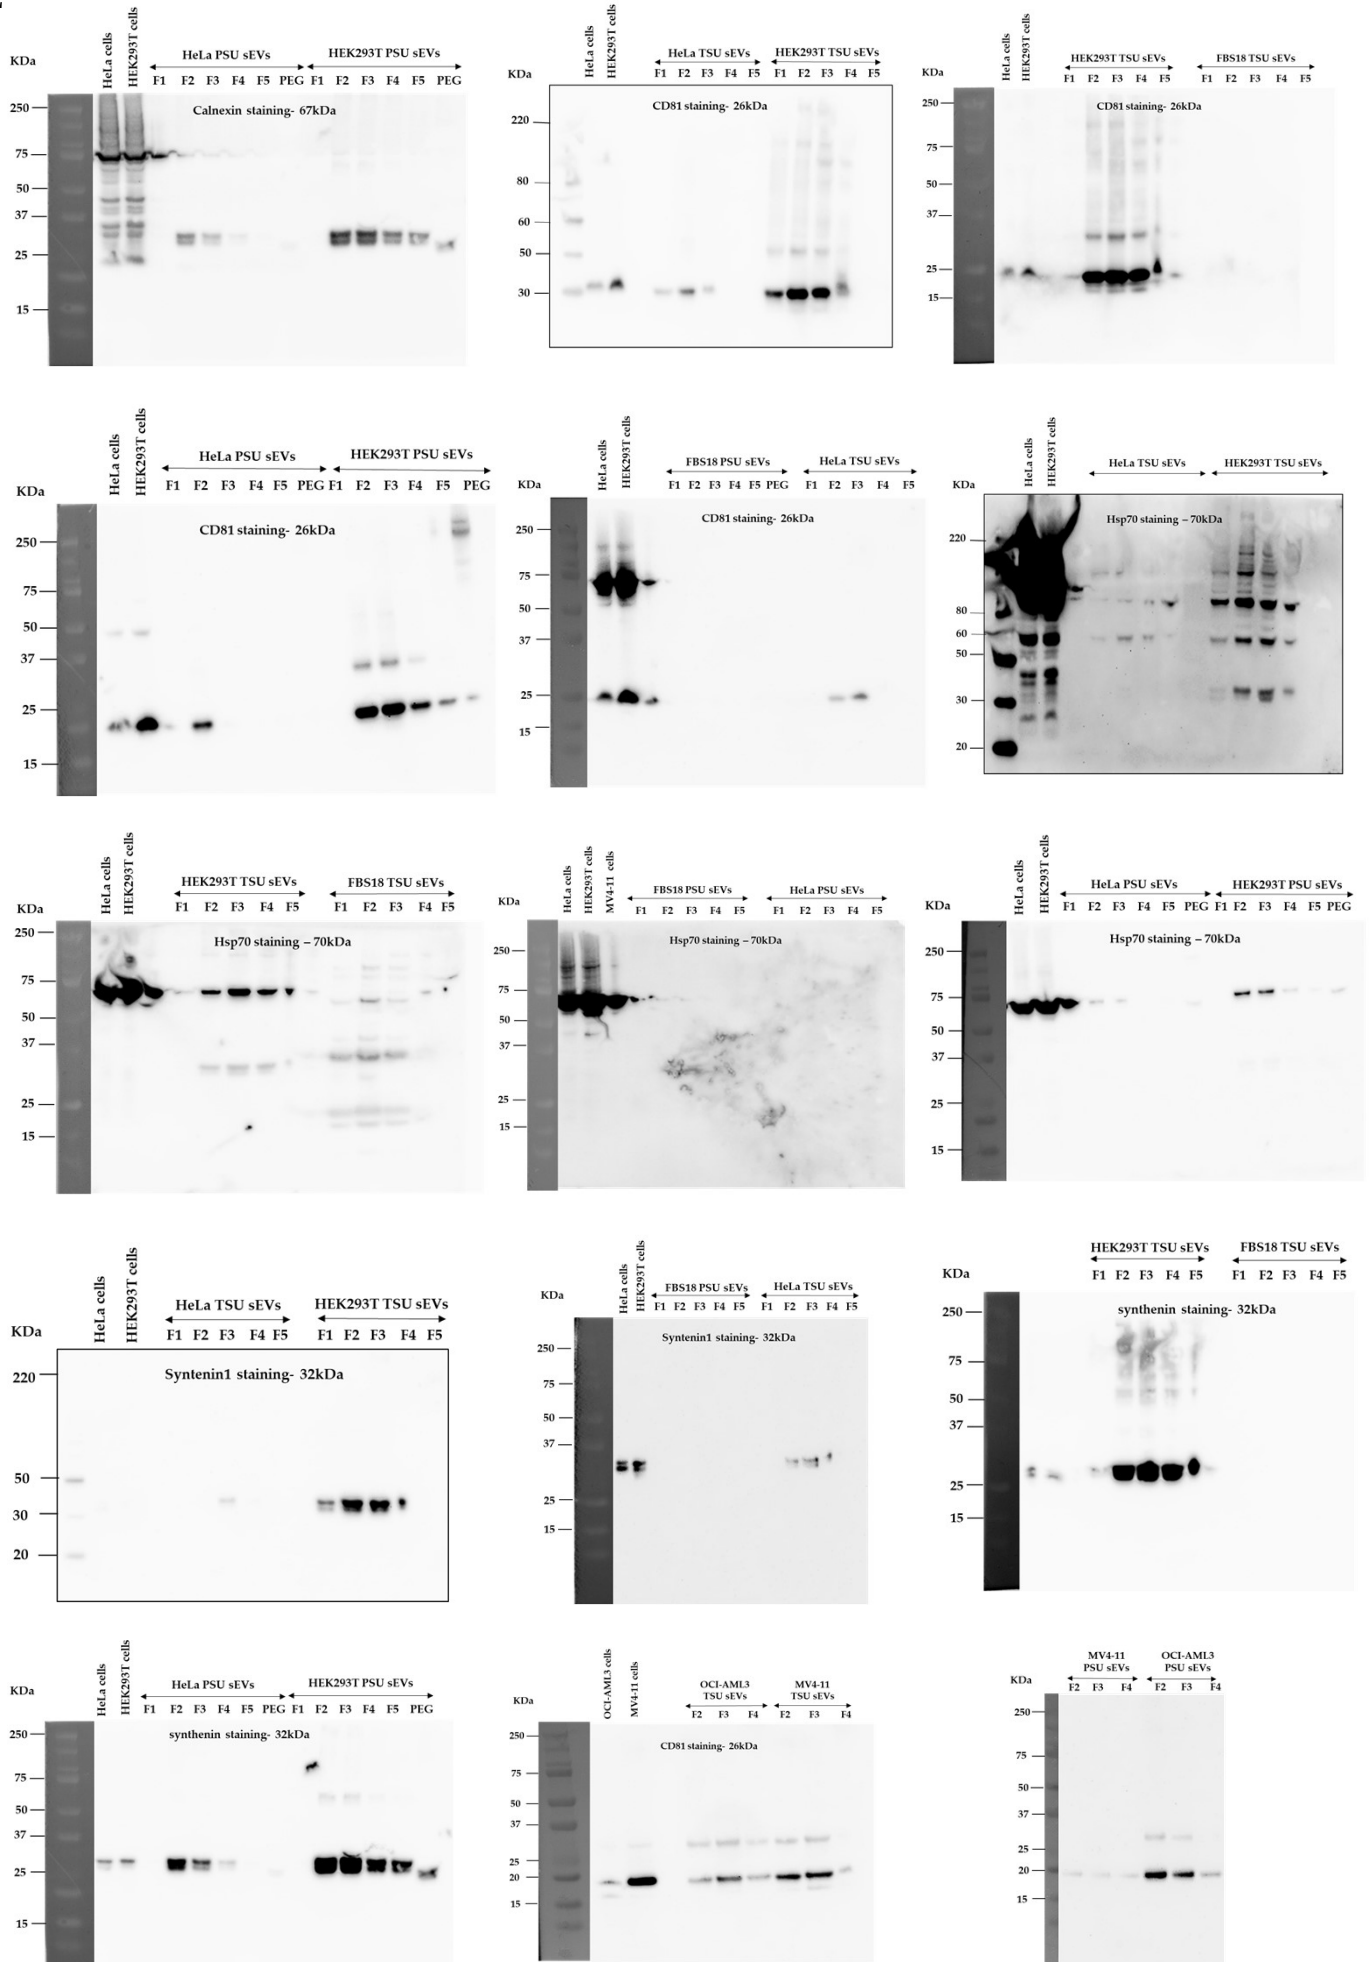 KDa
HeLa cells
HEK293T cells
HeLa PSU sEVs
HEK293T PSU sEVs
F1 F2 F3 F4 F5 PEG F1 F2 F3 F4 F5 PEG
Calnexin staining- 67kDa
250
75
50
37
25
15
KDa
HeLa cells
HEK293T cells
HeLa TSU sEVs
HEK293T TSU sEVs
F1 F2 F3 F4 F5 F1 F2 F3 F4 F5
CD81 staining- 26kDa
220
80
60
50
30
KDa
HeLa cells
HEK293T cells
HEK293T TSU sEVs
FBS18 TSU sEVs
F1 F2 F3 F4 F5 F1 F2 F3 F4 F5
CD81 staining- 26kDa
250
75
50
37
25
15
KDa
HeLa cells
HEK293T cells
HeLa PSU sEVs
HEK293T PSU sEVs
F1 F2 F3 F4 F5 PEG F1 F2 F3 F4 F5 PEG
CD81 staining- 26kDa
250
75
50
37
25
15
KDa
HeLa cells
HEK293T cells
FBS18 PSU sEVs
HeLa TSU sEVs
F1 F2 F3 F4 F5 PEG F1 F2 F3 F4 F5
CD81 staining- 26kDa
250
75
50
37
25
15
KDa
HeLa cells
HEK293T cells
HeLa TSU sEVs
HEK293T TSU sEVs
Hsp70 staining – 70kDa
220
80
60
50
30
20
KDa
HeLa cells
HEK293T cells
HEK293T TSU sEVs
FBS18 TSU sEVs
F1 F2 F3 F4 F5 F1 F2 F3 F4 F5
Hsp70 staining – 70kDa
250
75
50
37
25
15
KDa
HeLa cells
HEK293T cells
MV4-11 cells
FBS18 PSU sEVs
HeLa PSU sEVs
F1 F2 F3 F4 F5 F1 F2 F3 F4 F5
Hsp70 staining – 70kDa
250
75
50
37
25
15
KDa
HeLa cells
HEK293T cells
HeLa PSU sEVs
HEK293T PSU sEVs
F1 F2 F3 F4 F5 PEG F1 F2 F3 F4 F5 PEG
Hsp70 staining – 70kDa
250
75
50
37
25
15
KDa
HeLa cells
HEK293T cells
HeLa TSU sEVs
HEK293T TSU sEVs
F1 F2 F3 F4 F5 F1 F2 F3 F4 F5
Syntenin1 staining- 32kDa
220
50
30
20
KDa
HeLa cells
HEK293T cells
FBS18 PSU sEVs
HeLa TSU sEVs
F1 F2 F3 F4 F5 F1 F2 F3 F4 F5
Syntenin1 staining- 32kDa
250
75
50
37
25
15
KDa
HEK293T TSU sEVs
FBS18 TSU sEVs
F1 F2 F3 F4 F5 F1 F2 F3 F4 F5
synthenin staining- 32kDa
250
75
50
37
25
15
KDa
HeLa cells
HEK293T cells
HeLa PSU sEVs
HEK293T PSU sEVs
F1 F2 F3 F4 F5 PEG F1 F2 F3 F4 F5 PEG
synthenin staining- 32kDa
250
75
50
37
25
15
KDa
OCI-AML3 cells
MV4-11 cells
OCI-AML3
TSU sEVs
MV4-11
TSU sEVs
F2 F3 F4 F2 F3 F4
CD81 staining- 26kDa
250
75
50
37
25
20
15
KDa
MV4-11
PSU sEVs
OCI-AML3
PSU sEVs
F2 F3 F4 F2 F3 F4
250
75
50
37
25
20
15